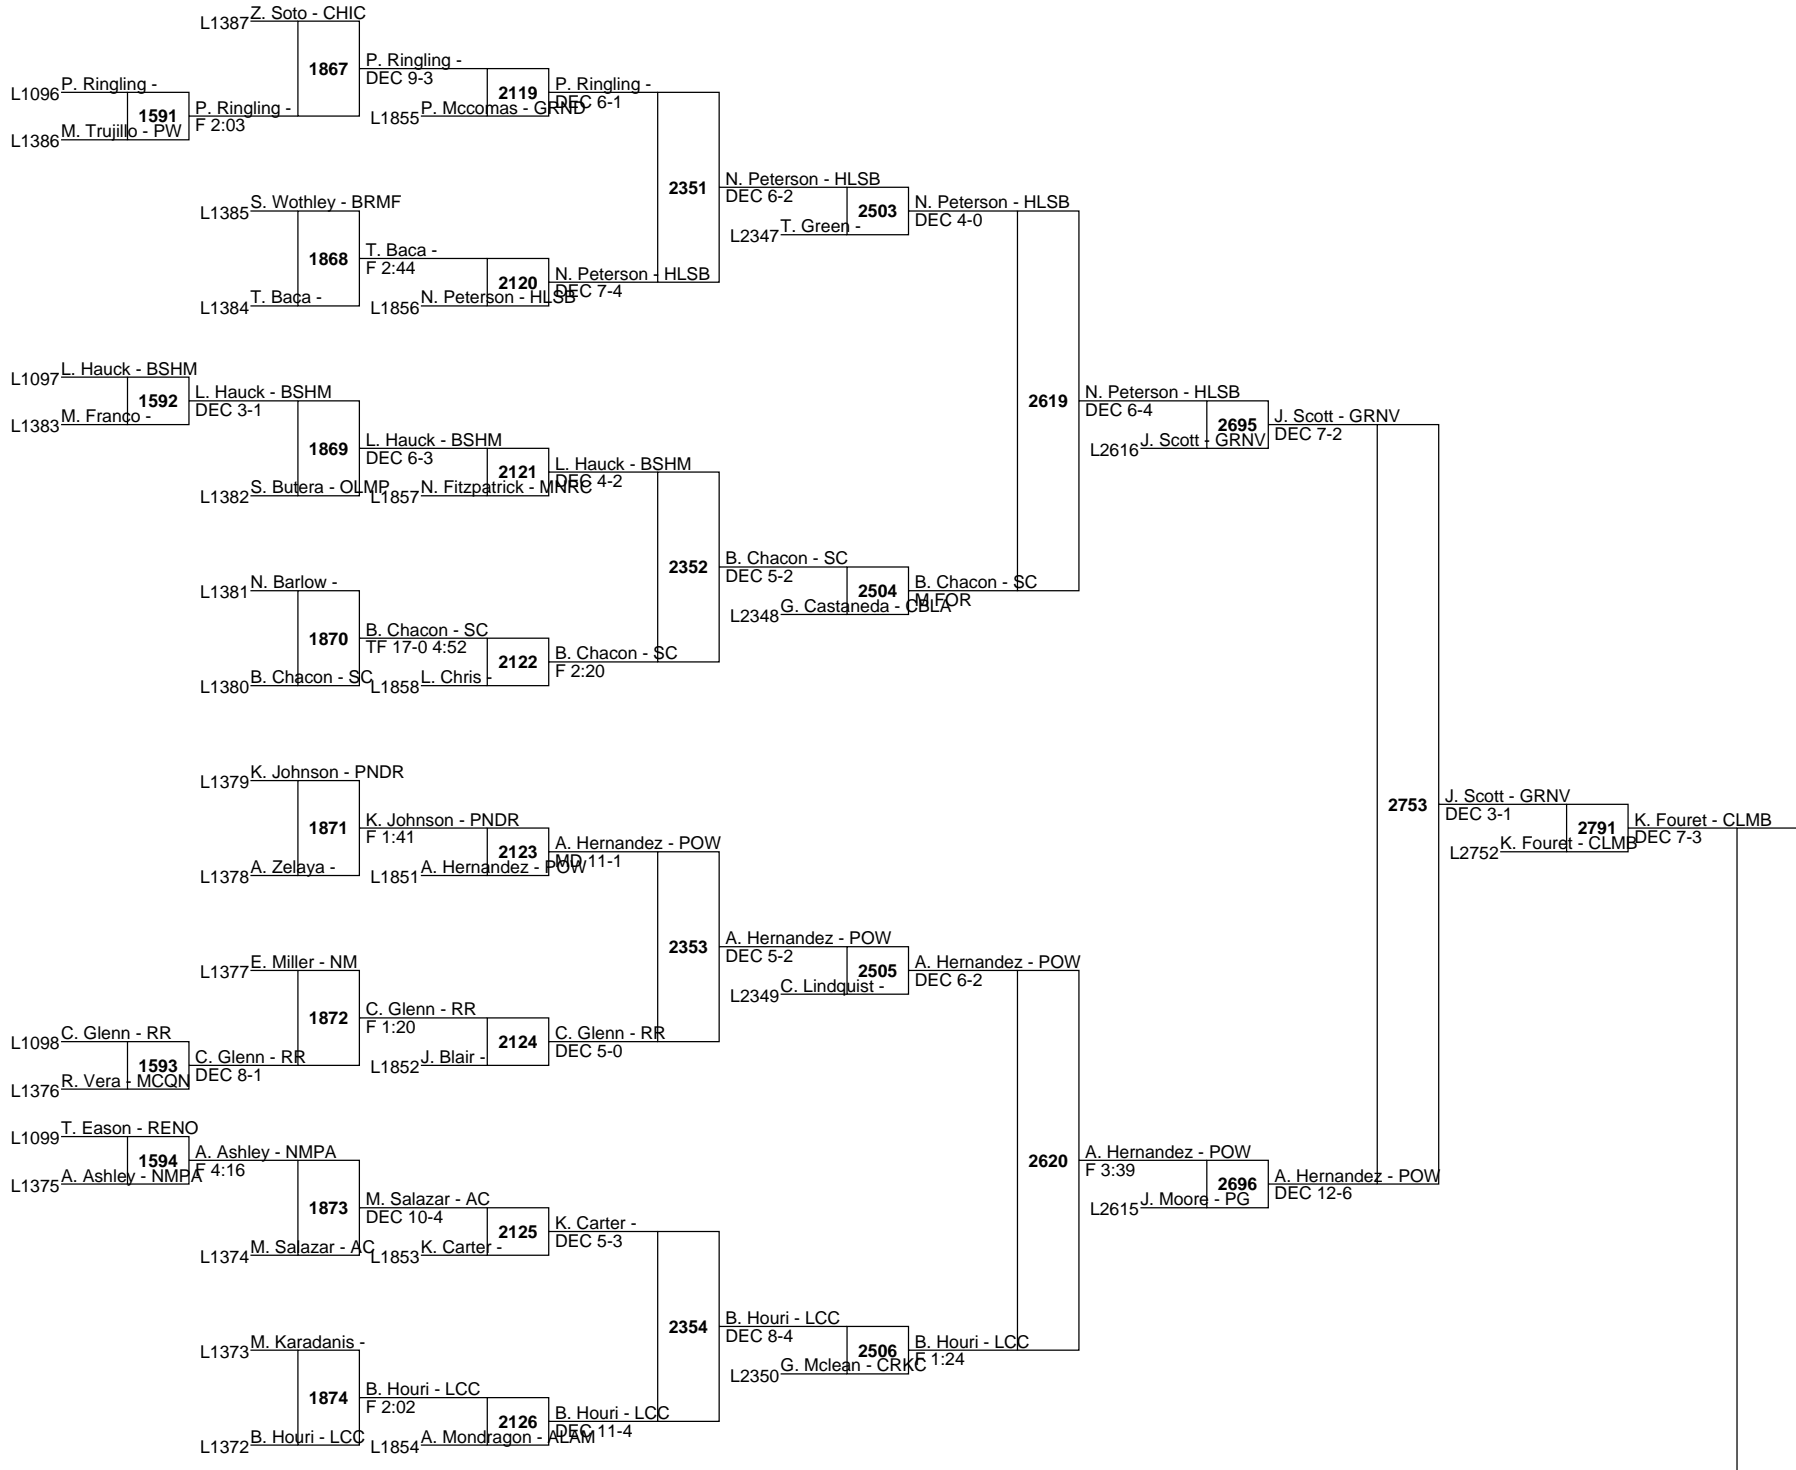 L1387 Z. Soto - CHIC
1867
P. Ringling -
DEC 9-3
L1096 P. Ringling -
1591
L1386 M. Trujillo - PW
P. Ringling -
F 2:03
2119
L1855 P. Mccomas - GRND
P. Ringling -
DEC 6-1
L1385 S. Wothley - BRMF
1868
L1384 T. Baca -
T. Baca -
F 2:44
2120
L1856 N. Peterson - HLSB
N. Peterson - HLSB
DEC 7-4
2351
N. Peterson - HLSB
DEC 6-2
2503
L2347 T. Green -
N. Peterson - HLSB
DEC 4-0
L1097 L. Hauck - BSHM
1592
L1383 M. Franco -
L. Hauck - BSHM
DEC 3-1
1869
L1382 S. Butera - OLMP
L. Hauck - BSHM
DEC 6-3
2121
L1857 N. Fitzpatrick - MNRC
L. Hauck - BSHM
DEC 4-2
L1381 N. Barlow -
1870
L1380 B. Chacon - SC
B. Chacon - SC
TF 17-0 4:52
2122
L1858 L. Chris -
B. Chacon - SC
F 2:20
2352
B. Chacon - SC
DEC 5-2
2504
L2348 G. Castaneda - CBLA
B. Chacon - SC
M FOR
2619
N. Peterson - HLSB
DEC 6-4
2695
L2616 J. Scott - GRNV
J. Scott - GRNV
DEC 7-2
L1379 K. Johnson - PNDR
1871
L1378 A. Zelaya -
K. Johnson - PNDR
F 1:41
2123
L1851 A. Hernandez - POW
A. Hernandez - POW
MD 11-1
L1377 E. Miller - NM
1872
L1098 C. Glenn - RR
1593
L1376 R. Vera - MCQN
C. Glenn - RR
DEC 8-1
C. Glenn - RR
F 1:20
2124
L1852 J. Blair -
C. Glenn - RR
DEC 5-0
2353
A. Hernandez - POW
DEC 5-2
2505
L2349 C. Lindquist -
A. Hernandez - POW
DEC 6-2
L1099 T. Eason - RENO
1594
L1375 A. Ashley - NMPA
A. Ashley - NMPA
F 4:16
1873
L1374 M. Salazar - AC
M. Salazar - AC
DEC 10-4
2125
L1853 K. Carter -
K. Carter -
DEC 5-3
L1373 M. Karadanis -
1874
L1372 B. Houri - LCC
B. Houri - LCC
F 2:02
2126
L1854 A. Mondragon - ALAM
B. Houri - LCC
DEC 11-4
2354
B. Houri - LCC
DEC 8-4
2506
L2350 G. Mclean - CRKC
B. Houri - LCC
F 1:24
2620
A. Hernandez - POW
F 3:39
2696
L2615 J. Moore - PG
A. Hernandez - POW
DEC 12-6
2753
J. Scott - GRNV
DEC 3-1
2791
L2752 K. Fouret - CLMB
K. Fouret - CLMB
DEC 7-3